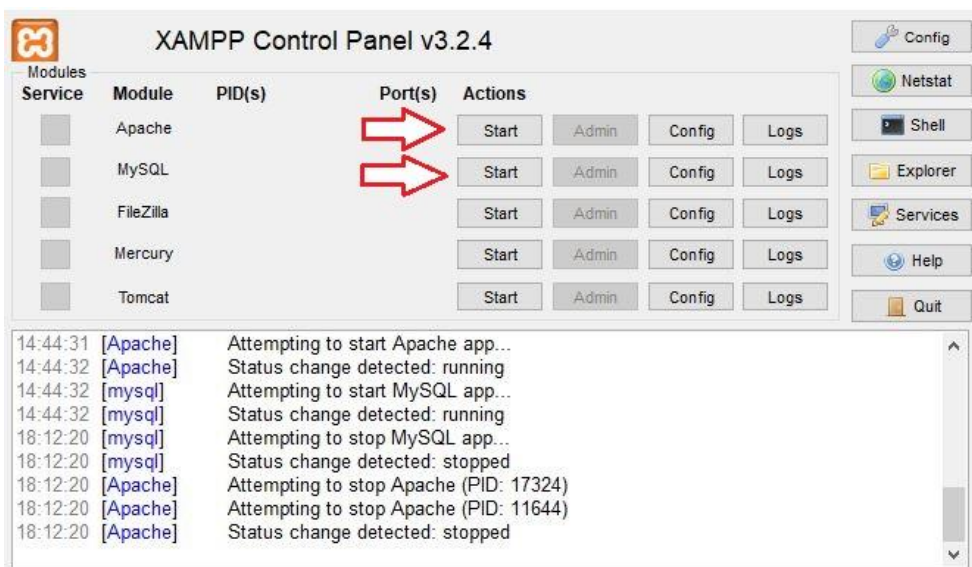 XAMPP Control Panel v3.2.4
Config
Modules
Service Module PID(s) Port(s) Actions
Netstat
Apache Start Admin Config Logs
Shell
MySQL Start Admin Config Logs
Explorer
FileZilla Start Admin Config Logs
Services
Mercury Start Admin Config Logs
Help
Tomcat Start Admin Config Logs
Quit
14:44:31 [Apache] Attempting to start Apache app...
14:44:32 [Apache] Status change detected: running
14:44:32 [mysql] Attempting to start MySQL app...
14:44:32 [mysql] Status change detected: running
18:12:20 [mysql] Attempting to stop MySQL app...
18:12:20 [mysql] Status change detected: stopped
18:12:20 [Apache] Attempting to stop Apache (PID: 17324)
18:12:20 [Apache] Attempting to stop Apache (PID: 11644)
18:12:20 [Apache] Status change detected: stopped